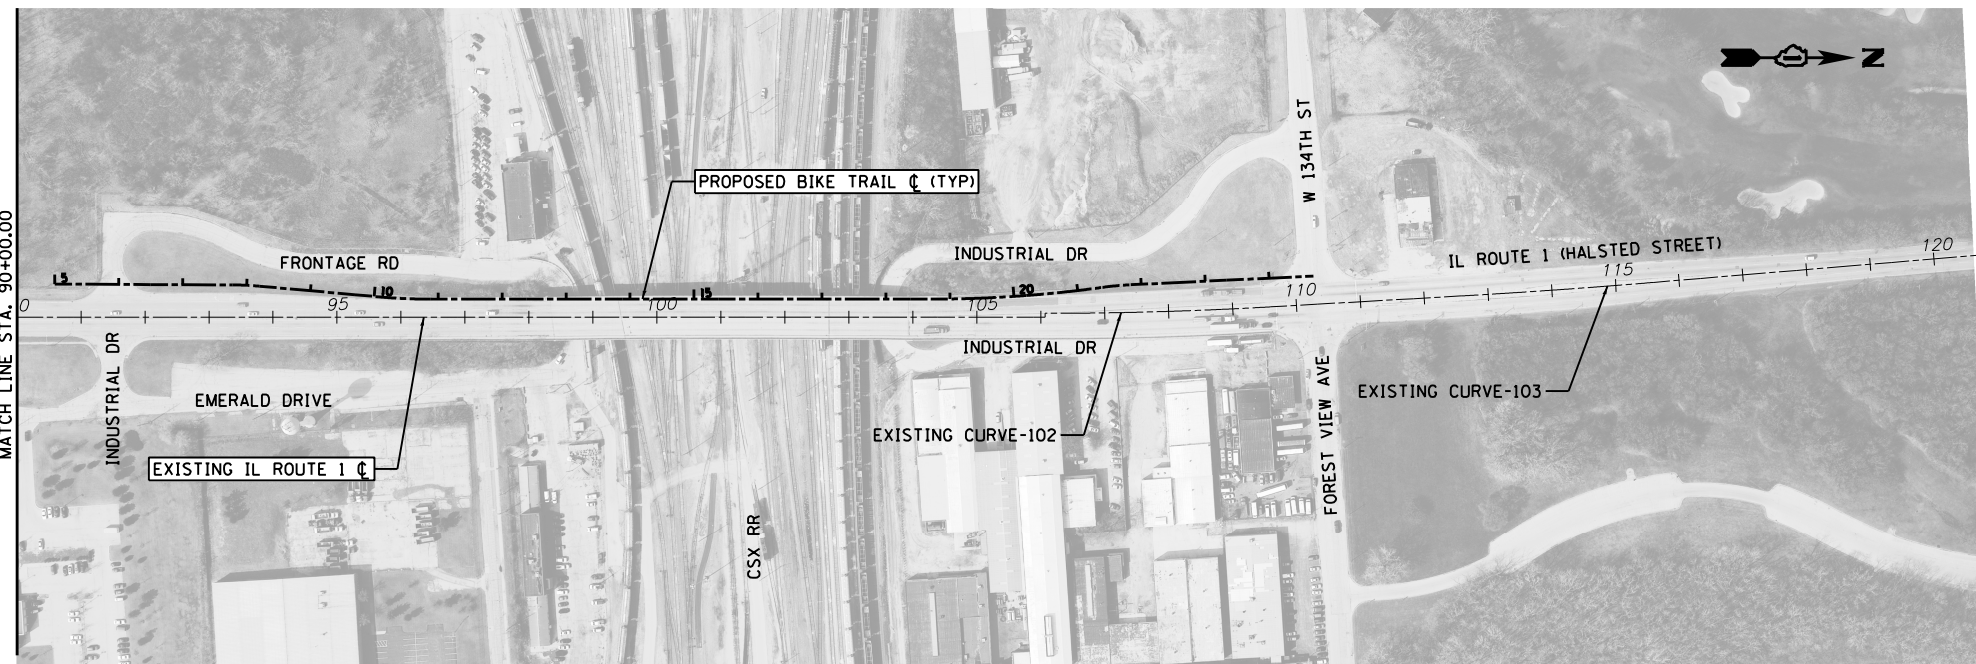 N
W 134TH ST
PROPOSED BIKE TRAIL ℄ (TYP)
MATCH LINE STA. 90+00.00
FRONTAGE RD
INDUSTRIAL DR
IL ROUTE 1 (HALSTED STREET)
120
115
110
5
10
15
20
0
95
100
105
INDUSTRIAL DR
INDUSTRIAL DR
EMERALD DRIVE
EXISTING IL ROUTE 1 ℄
EXISTING CURVE-102
EXISTING CURVE-103
FOREST VIEW AVE
CSX RR